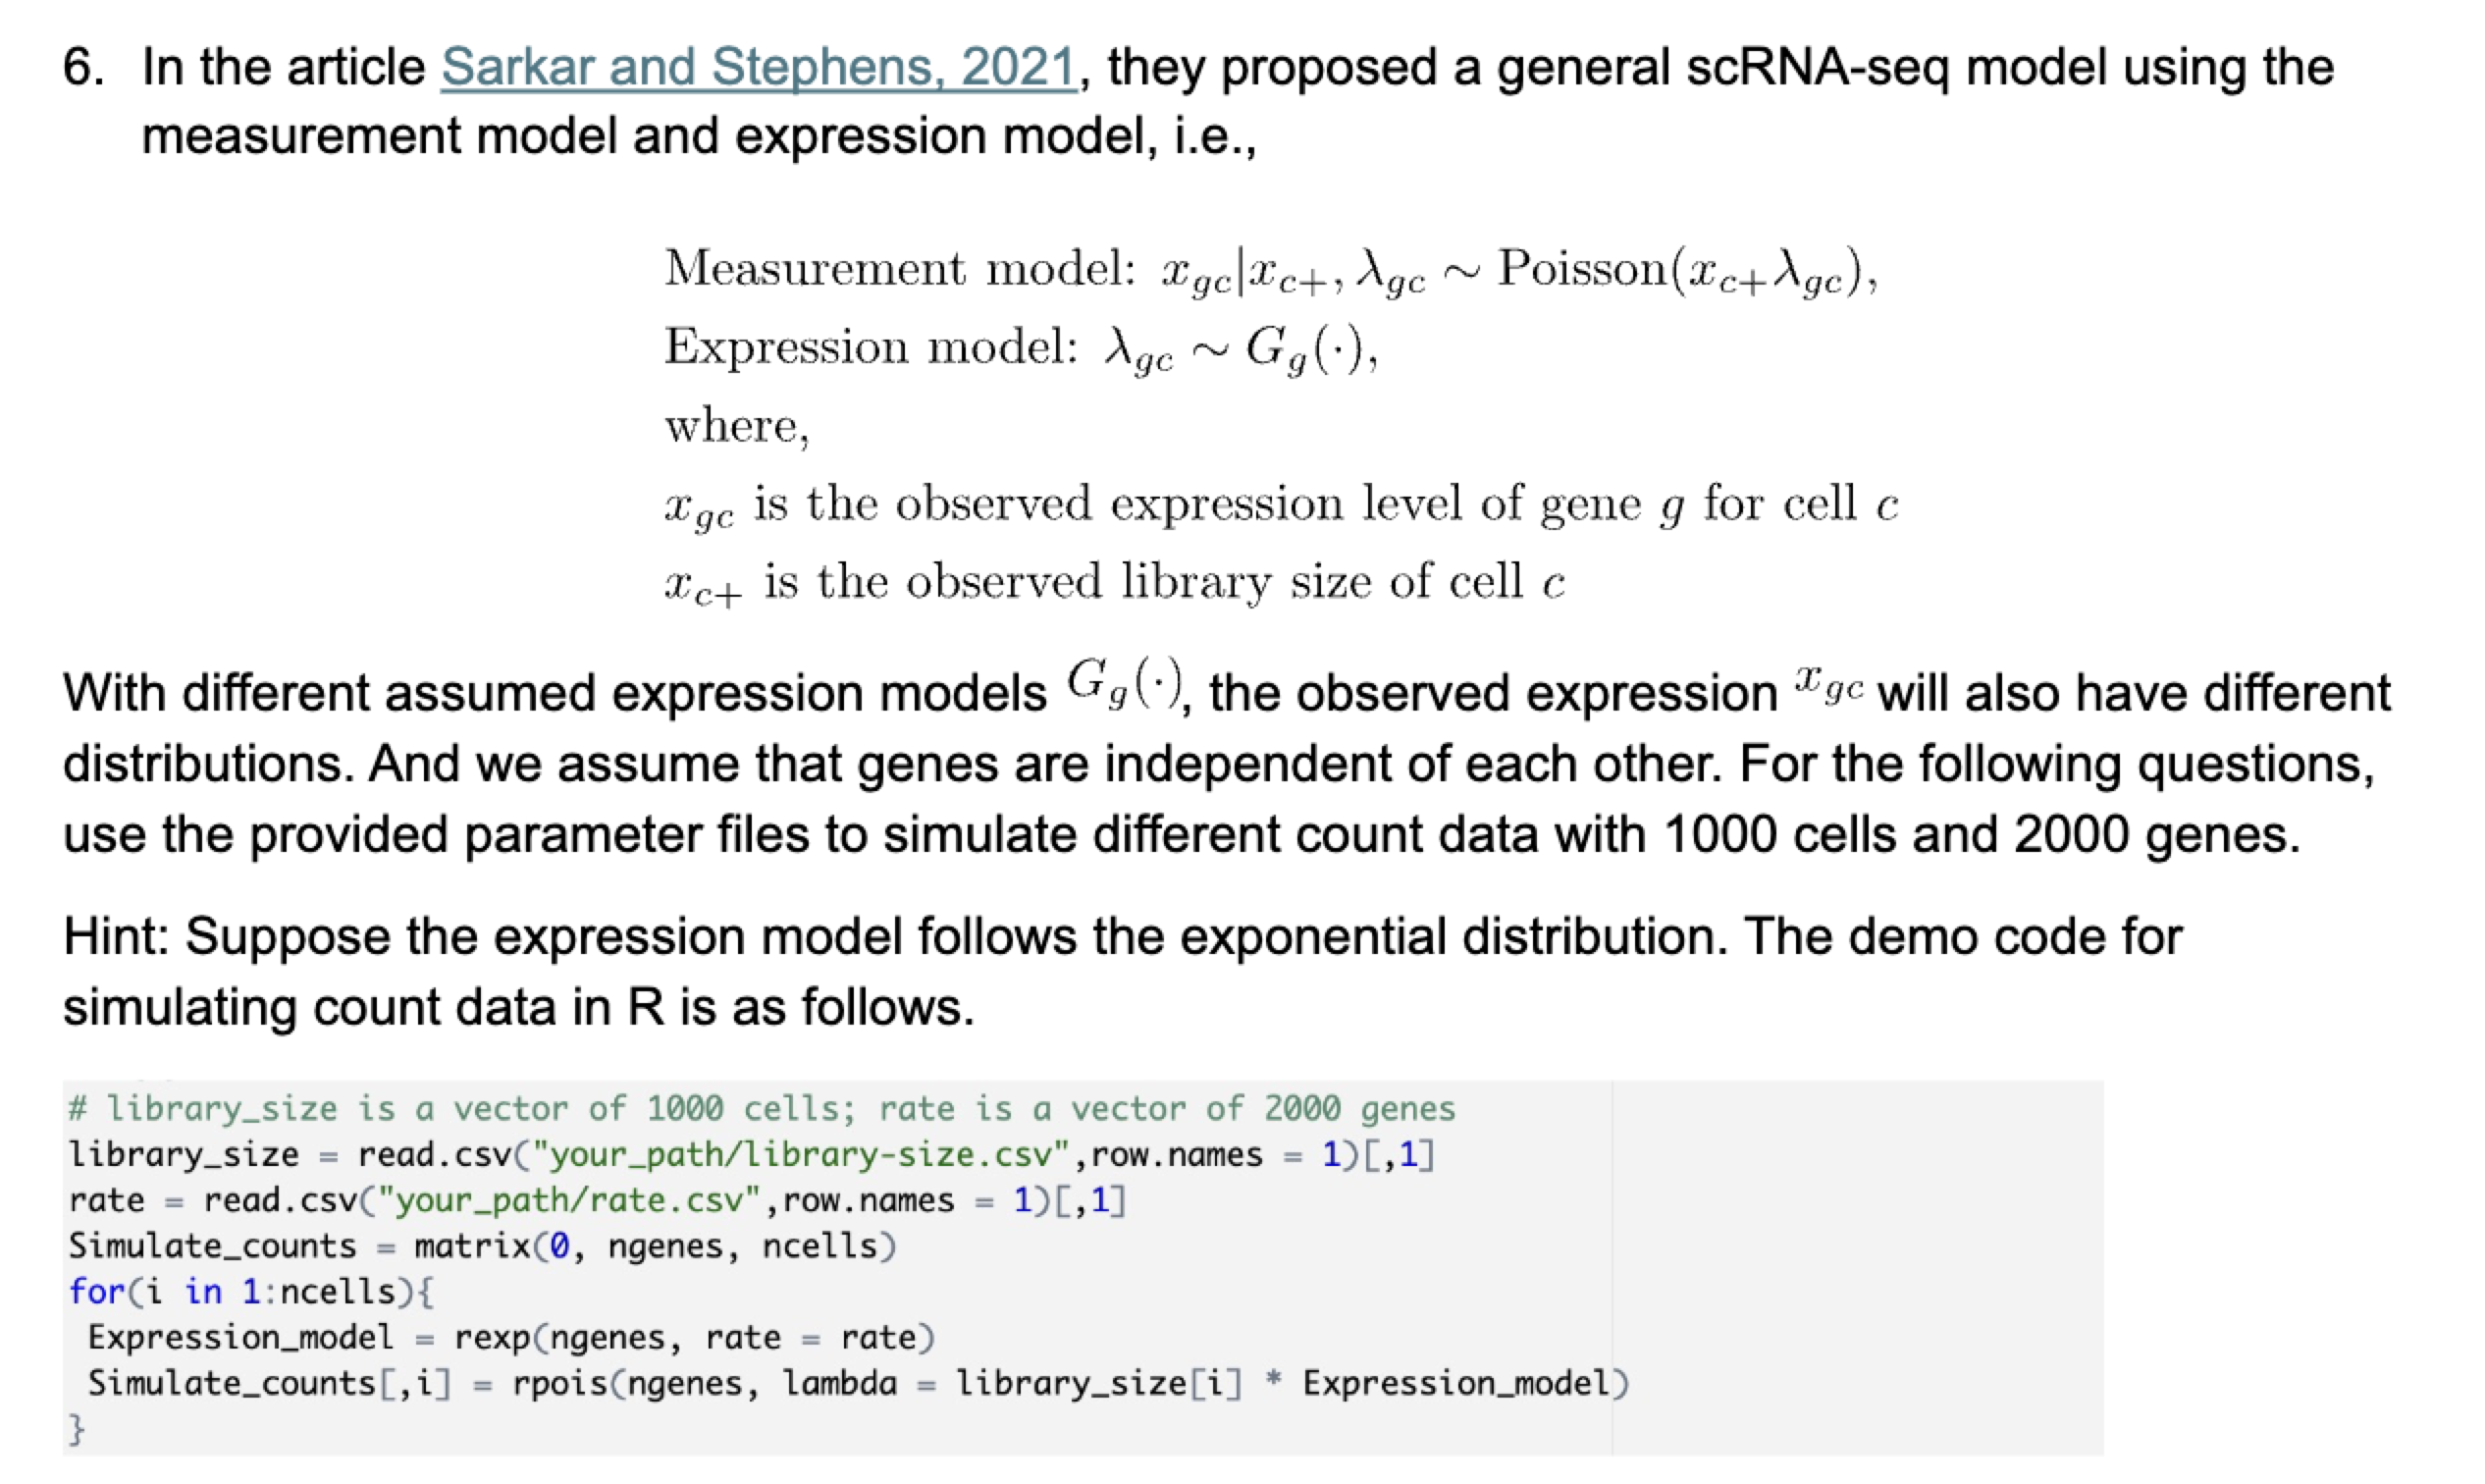 6. In the article Sarkar and Stephens, 2021, they proposed a general scRNA-seq model using the
measurement model and expression model, i.e.,
Measurement model: x_{gc}|x_{c+}, λ_{gc} ∼ Poisson(x_{c+}λ_{gc}),
Expression model: λ_{gc} ∼ G_g(·),
where,
x_{gc} is the observed expression level of gene g for cell c
x_{c+} is the observed library size of cell c
With different assumed expression models G_g(·), the observed expression x_{gc} will also have different
distributions. And we assume that genes are independent of each other. For the following questions,
use the provided parameter files to simulate different count data with 1000 cells and 2000 genes.
Hint: Suppose the expression model follows the exponential distribution. The demo code for
simulating count data in R is as follows.
# library_size is a vector of 1000 cells; rate is a vector of 2000 genes
library_size = read.csv("your_path/library-size.csv",row.names = 1)[,1]
rate = read.csv("your_path/rate.csv",row.names = 1)[,1]
Simulate_counts = matrix(0, ngenes, ncells)
for(i in 1:ncells){
 Expression_model = rexp(ngenes, rate = rate)
 Simulate_counts[,i] = rpois(ngenes, lambda = library_size[i] * Expression_model)
}